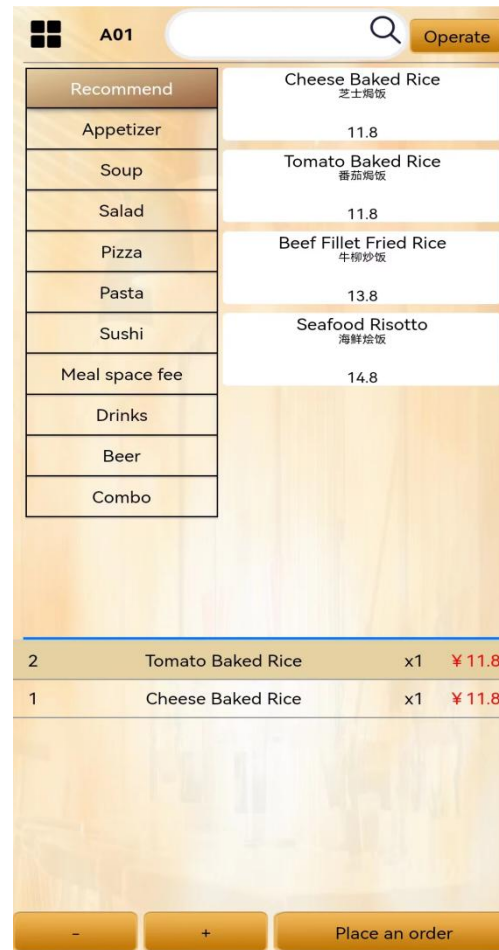 A01
Operate
Recommend
Appetizer
Soup
Salad
Pizza
Pasta
Sushi
Meal space fee
Drinks
Beer
Combo
Cheese Baked Rice
芝士焗饭
11.8
Tomato Baked Rice
番茄焗饭
11.8
Beef Fillet Fried Rice
牛柳炒饭
13.8
Seafood Risotto
海鲜烩饭
14.8
2 Tomato Baked Rice x1 ¥11.8
1 Cheese Baked Rice x1 ¥11.8
- + Place an order